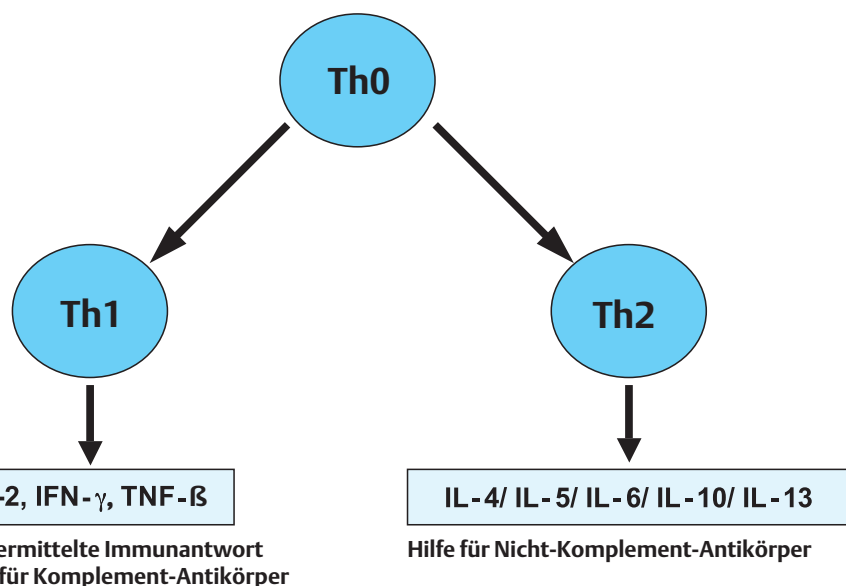 Th0
Th1
Th2
-2, IFN-γ, TNF-ß
IL-4/ IL-5/ IL-6/ IL-10/ IL-13
ermittelte Immunantwort
für Komplement-Antikörper
Hilfe für Nicht-Komplement-Antikörper